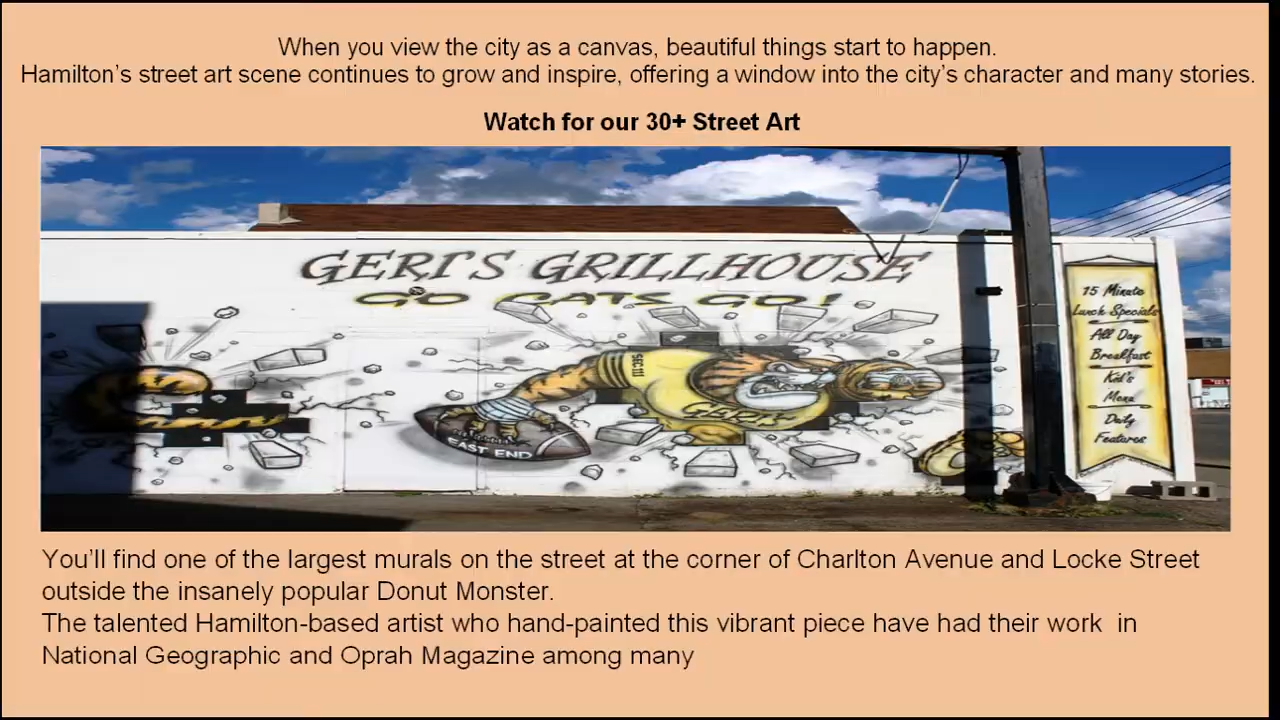 When you view the city as a canvas, beautiful things start to happen.
Hamilton’s street art scene continues to grow and inspire, offering a window into the city’s character and many stories.
Watch for our 30+ Street Art
GERI'S GRILLHOUSE
GO CATS GO!
SEC 111
GERI'S
EAST END
15 Minute
Lunch Specials
All Day
Breakfast
Kid's
Menu
Daily
Features
You’ll find one of the largest murals on the street at the corner of Charlton Avenue and Locke Street
outside the insanely popular Donut Monster.
The talented Hamilton-based artist who hand-painted this vibrant piece have had their work in
National Geographic and Oprah Magazine among many